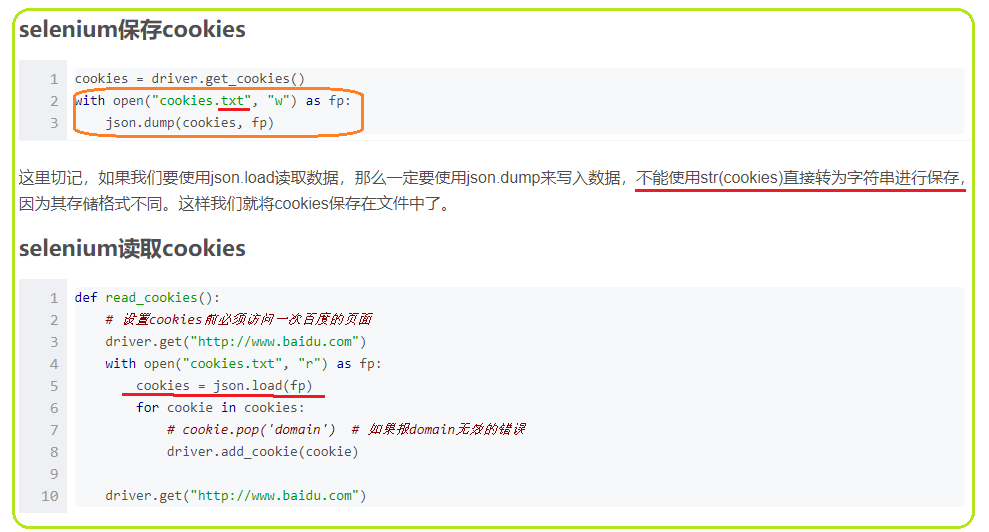 selenium保存cookies
1 cookies = driver.get_cookies()
2 with open("cookies.txt", "w") as fp:
3     json.dump(cookies, fp)
这里切记，如果我们要使用json.load读取数据，那么一定要使用json.dump来写入数据，不能使用str(cookies)直接转为字符串进行保存，
因为其存储格式不同。这样我们就将cookies保存在文件中了。
selenium读取cookies
1 def read_cookies():
2     # 设置cookies前必须访问一次百度的页面
3     driver.get("http://www.baidu.com")
4     with open("cookies.txt", "r") as fp:
5         cookies = json.load(fp)
6         for cookie in cookies:
7             # cookie.pop('domain')  # 如果报domain无效的错误
8             driver.add_cookie(cookie)
9
10     driver.get("http://www.baidu.com")